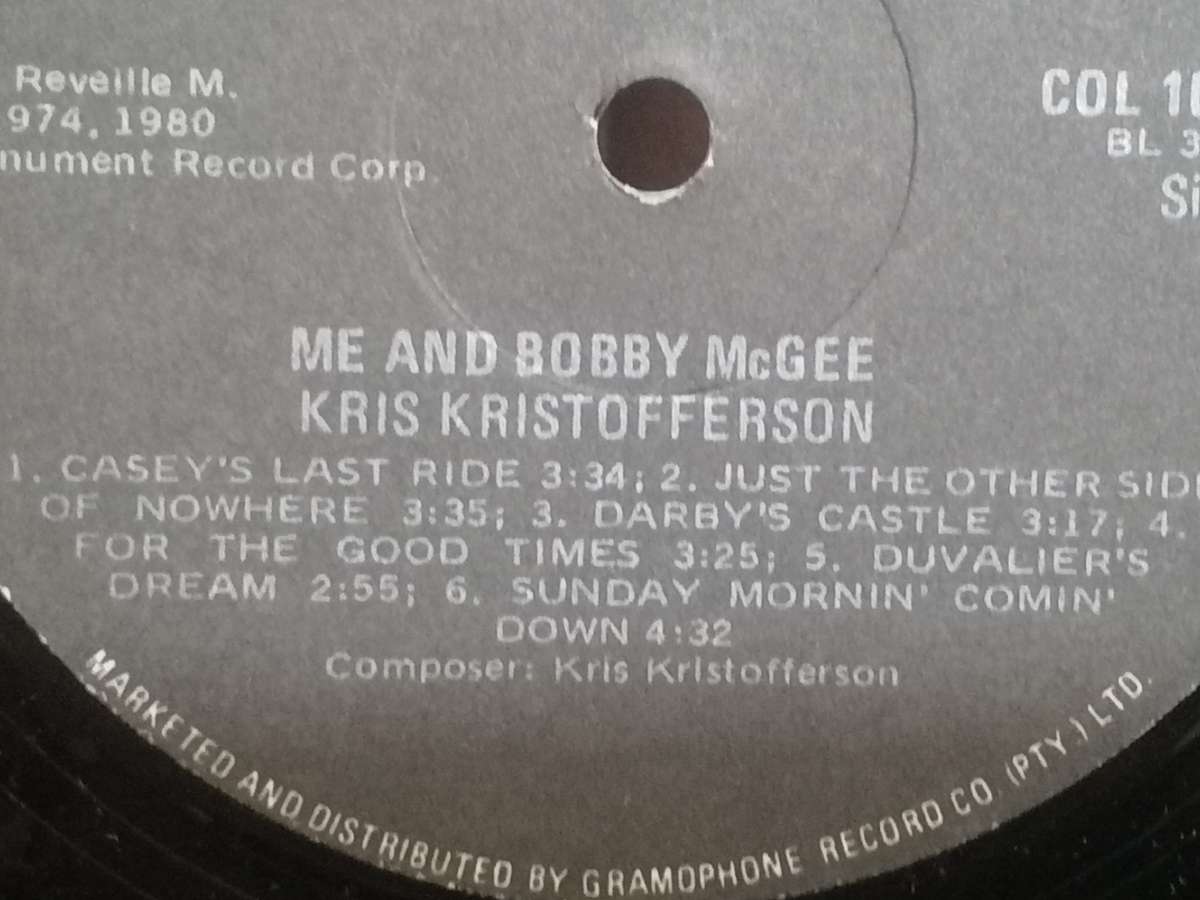 Reveille M.
974, 1980
nument Record Corp.
COL
BL 3
Si
ME AND BOBBY McGEE
KRIS KRISTOFFERSON
1. CASEY'S LAST RIDE 3:34; 2. JUST THE OTHER SID
OF NOWHERE 3:35; 3. DARBY'S CASTLE 3:17; 4.
FOR THE GOOD TIMES 3:25; 5. DUVALIER'S
DREAM 2:55; 6. SUNDAY MORNIN' COMIN'
DOWN 4:32
Composer: Kris Kristofferson
MARKETED AND DISTRIBUTED BY GRAMOPHONE RECORD CO. (PTY.) LTD.